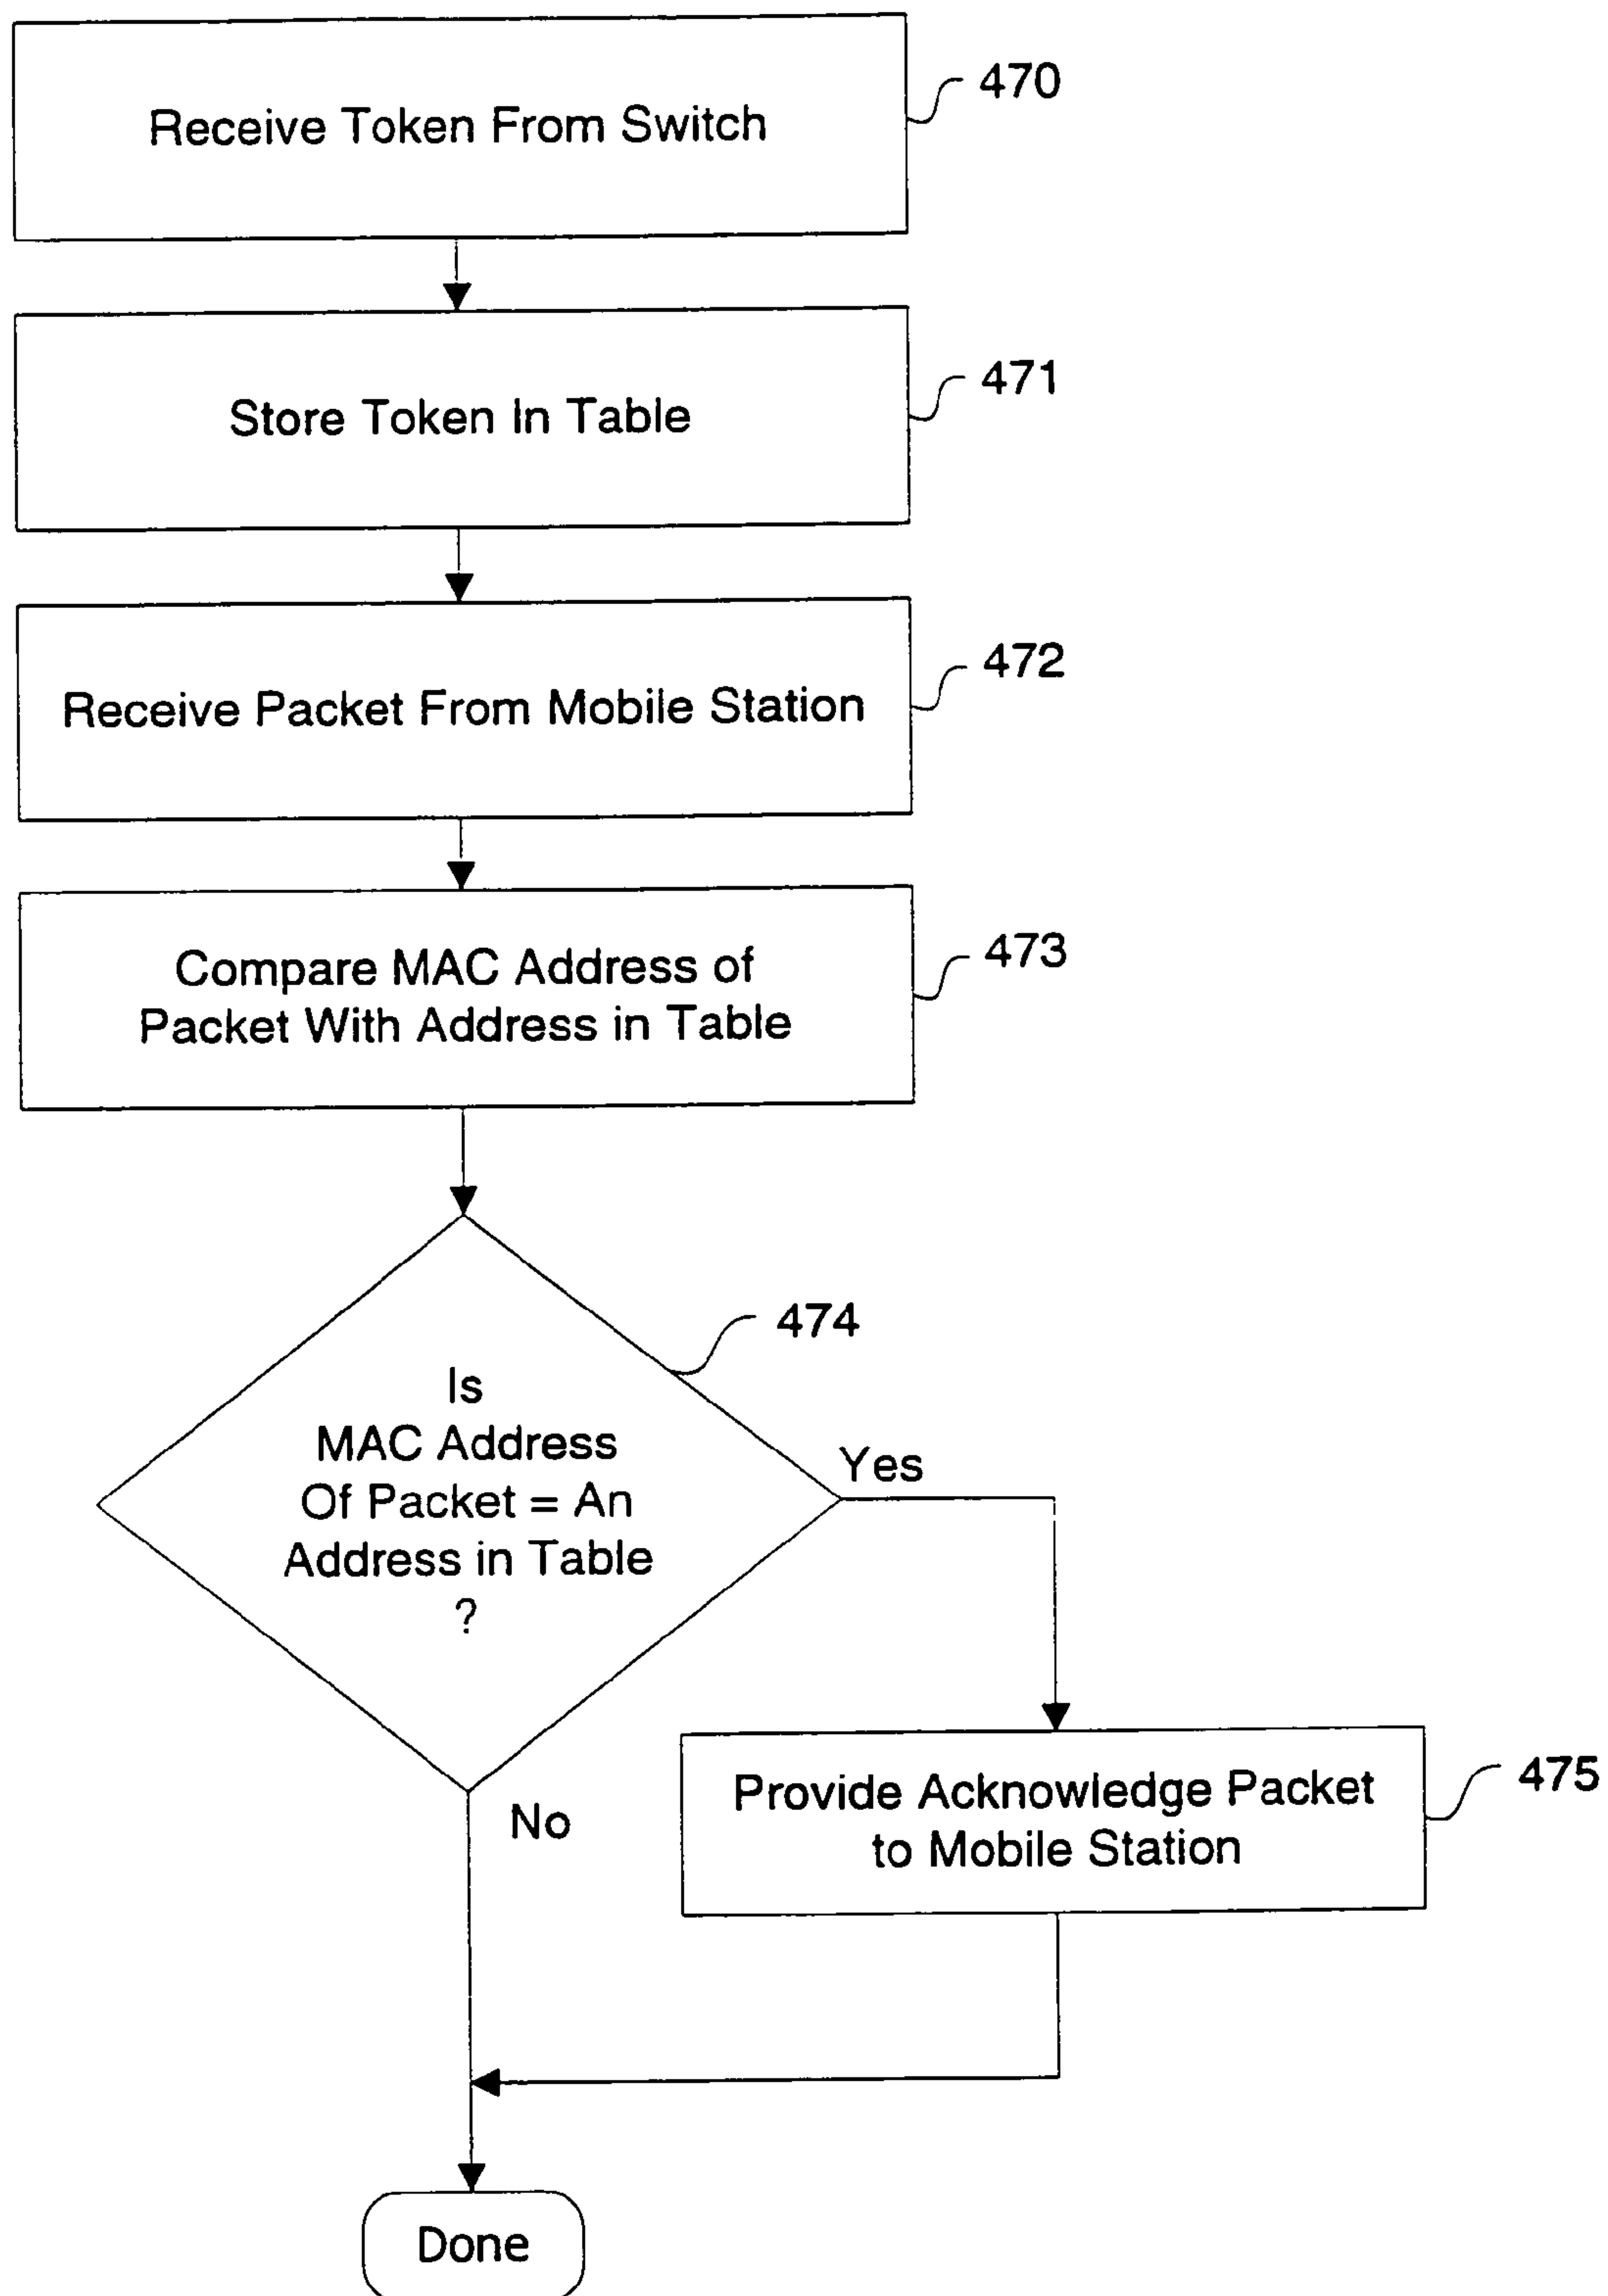 Receive Token From Switch
470
Store Token In Table
471
Receive Packet From Mobile Station
472
Compare MAC Address of
Packet With Address in Table
473
474
Is
MAC Address
Of Packet = An
Address in Table
?
Yes
No
Provide Acknowledge Packet
to Mobile Station
475
Done